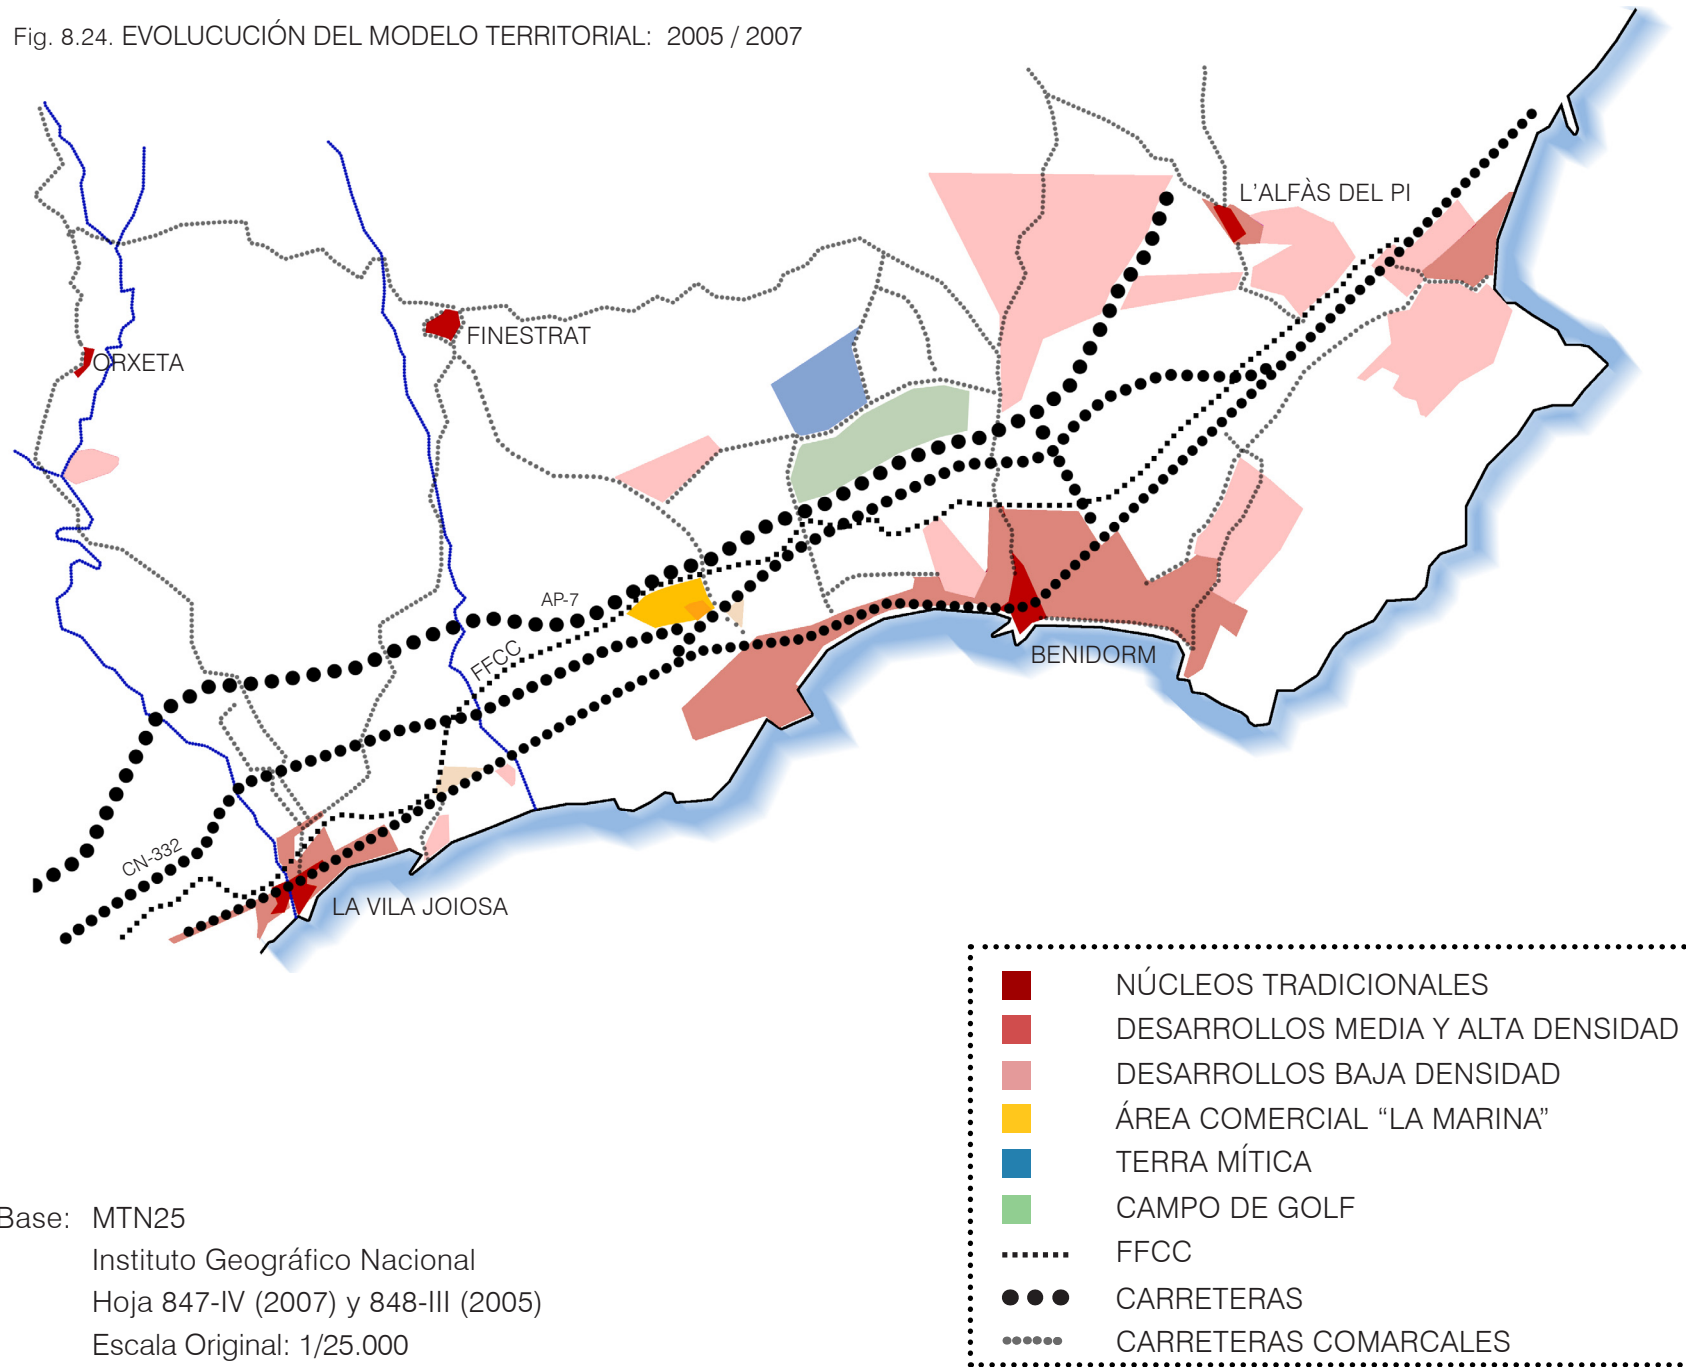 Fig. 8.24. EVOLUCUCIÓN DEL MODELO TERRITORIAL: 2005 / 2007
L'ALFÀS DEL PI
FINESTRAT
ORXETA
AP-7
FFCC
BENIDORM
CN-332
LA VILA JOIOSA
NÚCLEOS TRADICIONALES
DESARROLLOS MEDIA Y ALTA DENSIDAD
DESARROLLOS BAJA DENSIDAD
ÁREA COMERCIAL “LA MARINA”
TERRA MÍTICA
CAMPO DE GOLF
FFCC
CARRETERAS
CARRETERAS COMARCALES
Base: MTN25
Instituto Geográfico Nacional
Hoja 847-IV (2007) y 848-III (2005)
Escala Original: 1/25.000